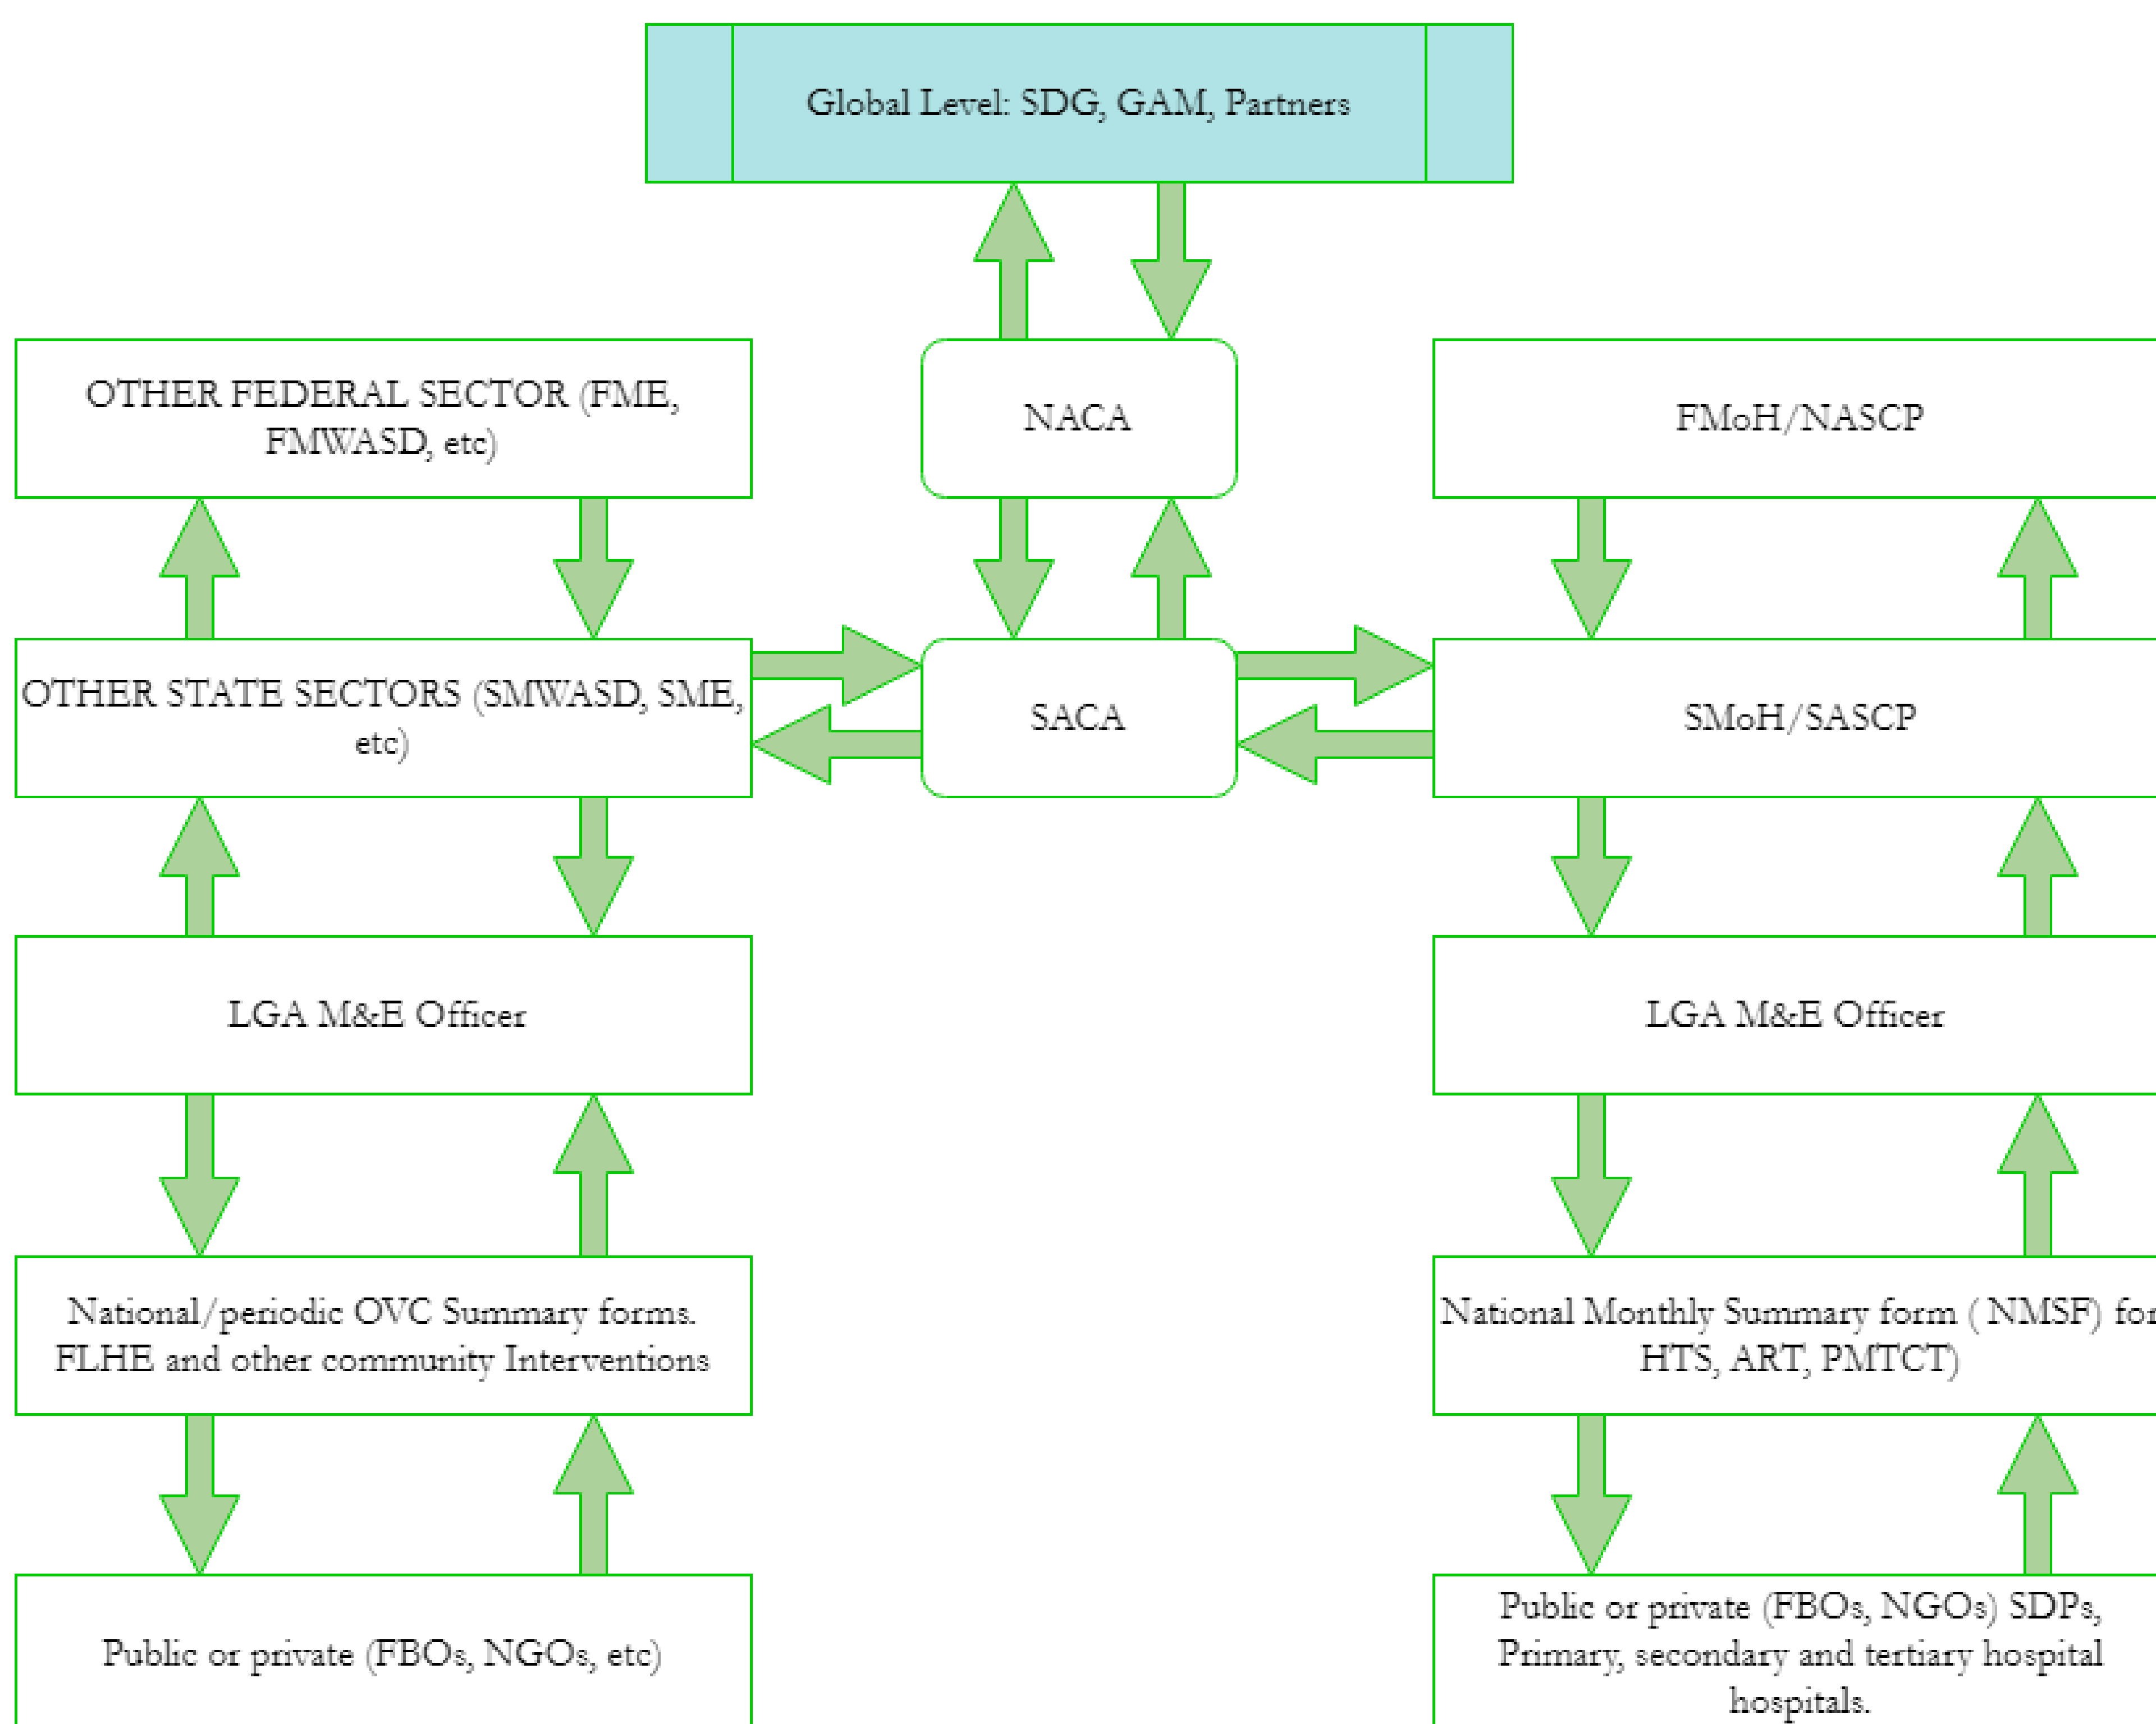 Global Level: SDG, GAM, Partners
OTHER FEDERAL SECTOR (FME,
FMWASD, etc)
NACA
FMoH/NASCP
OTHER STATE SECTORS (SMWASD, SME,
etc)
SACA
SMoH/SASCP
LGA M&E Officer
LGA M&E Officer
National/periodic OVC Summary forms.
FLHE and other community Interventions
National Monthly Summary form ( NMSF) for
HTS, ART, PMTCT)
Public or private (FBOs, NGOs, etc)
Public or private (FBOs, NGOs) SDPs,
Primary, secondary and tertiary hospital
hospitals.